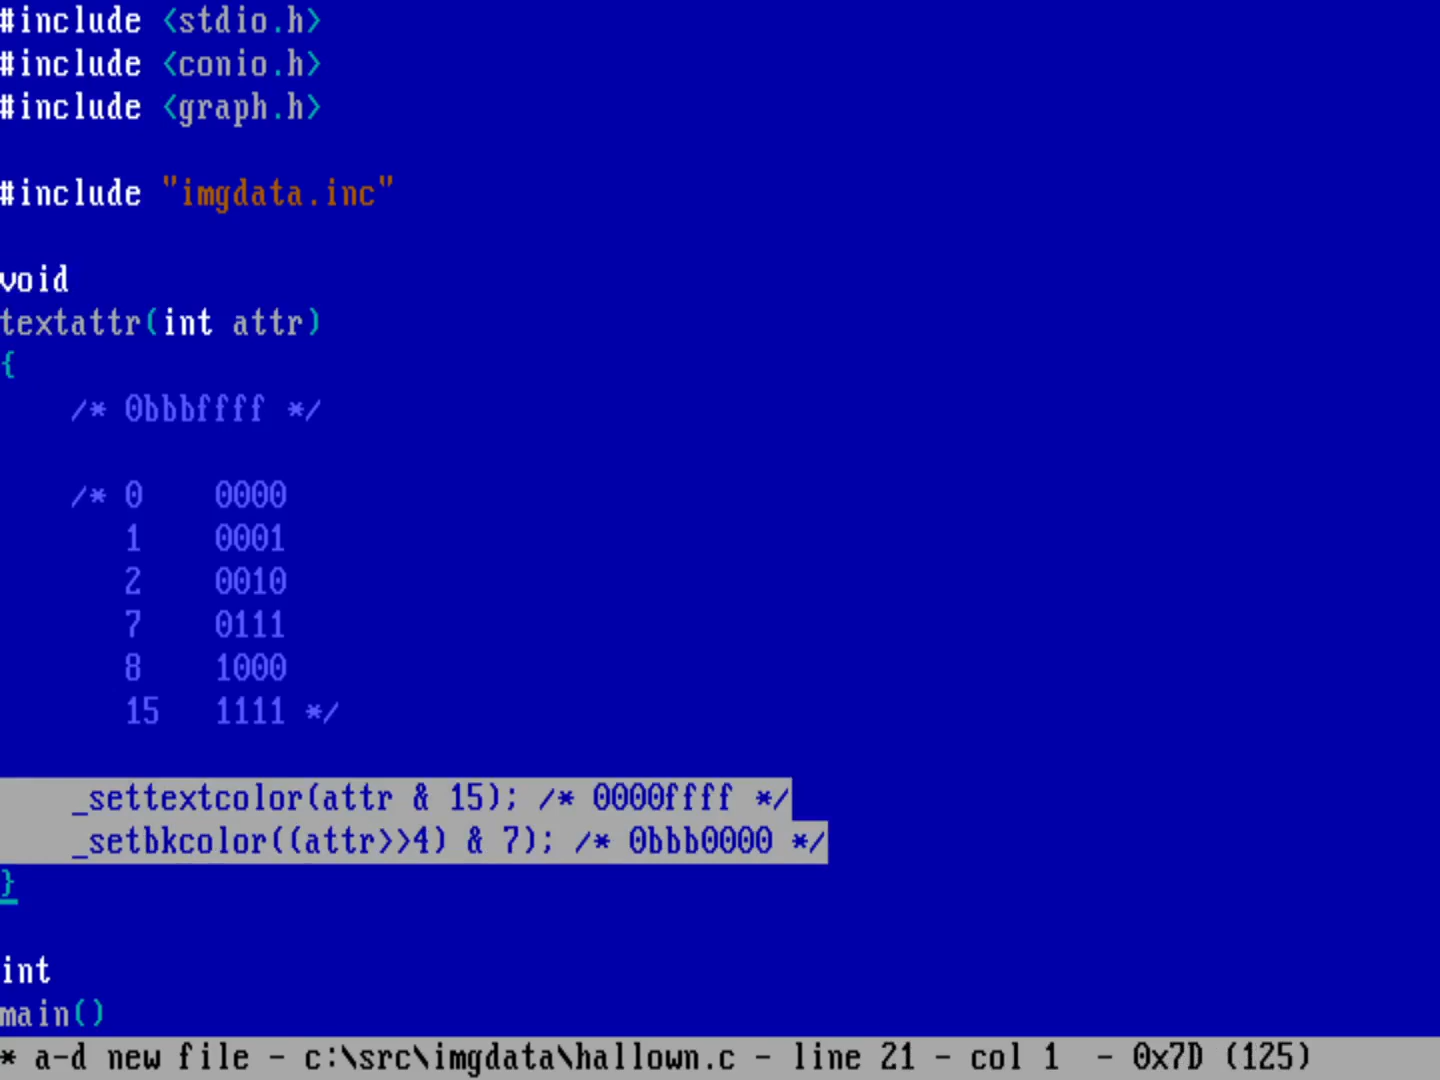 #include <stdio.h>
#include <conio.h>
#include <graph.h>
#include "imgdata.inc"
void
textattr(int attr)
{
/* 0bbbffff */
/* 0    0000
1    0001
2    0010
7    0111
8    1000
15   1111 */
_settextcolor(attr & 15); /* 0000ffff */
_setbkcolor((attr>>4) & 7); /* 0bbb0000 */
}
int
main()
* a-d new file - c:\src\imgdata\hallown.c - line 21 - col 1  - 0x7D (125)